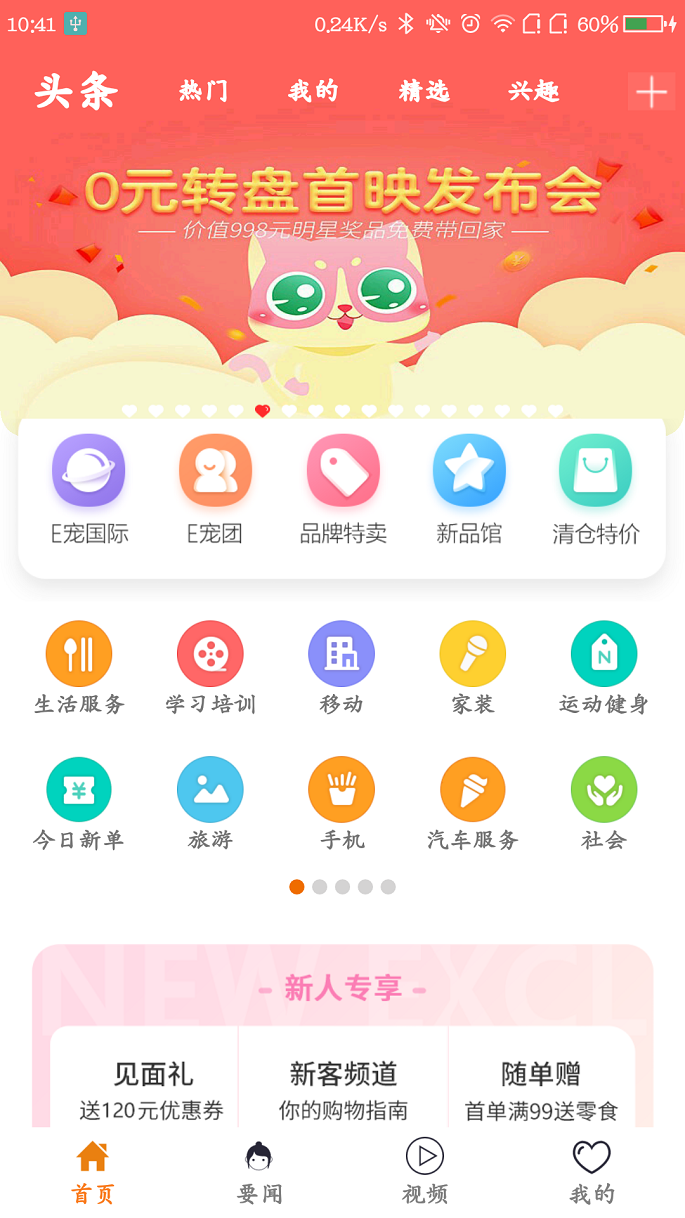 10:41 0.24K/s 60%
头条 热门 我的 精选 兴趣
0元转盘首映发布会
价值998元明星奖品免费带回家
E宠国际 E宠团 品牌特卖 新品馆 清仓特价
N
生活服务 学习培训 移动 家装 运动健身
¥
今日新单 旅游 手机 汽车服务 社会
NEW EXCL
- 新人专享 -
见面礼 新客频道 随单赠
送120元优惠券 你的购物指南 首单满99送零食
首页 要闻 视频 我的